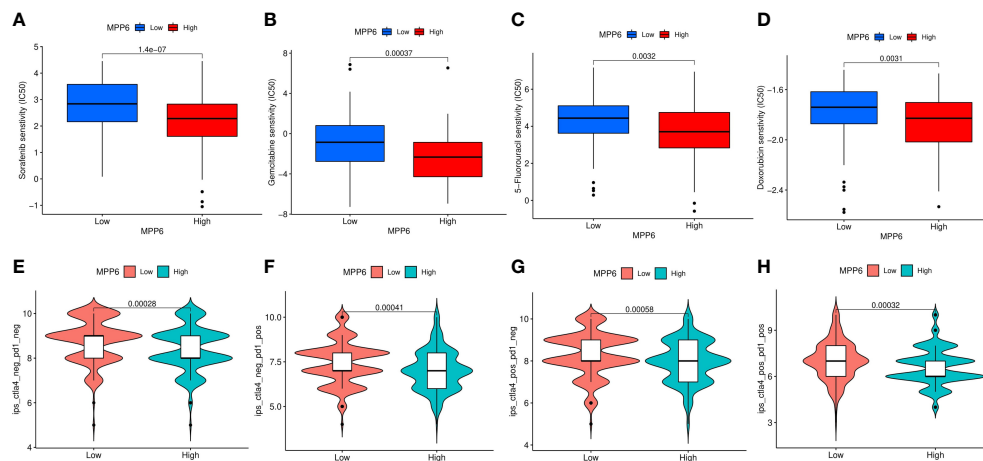 A
MPP6 Low High
1.4e−07
Sorafenib senstivity (IC50)
5
4
3
2
1
0
−1
Low High
MPP6
B
MPP6 Low High
0.00037
Gemcitabine senstivity (IC50)
8
4
0
−4
−8
Low High
MPP6
C
MPP6 Low High
0.0032
5−Fluorouracil senstivity (IC50)
6
4
2
0
Low High
MPP6
D
MPP6 Low High
0.0031
Doxorubicin senstivity (IC50)
−1.6
−2.0
−2.4
Low High
MPP6
E
MPP6 Low High
0.00028
ips_ctla4_neg_pd1_neg
10
8
6
4
Low High
F
MPP6 Low High
0.00041
ips_ctla4_neg_pd1_pos
10.0
7.5
5.0
Low High
G
MPP6 Low High
0.00058
ips_ctla4_pos_pd1_neg
10
8
6
4
Low High
H
MPP6 Low High
0.00032
ips_ctla4_pos_pd1_pos
9
6
3
Low High